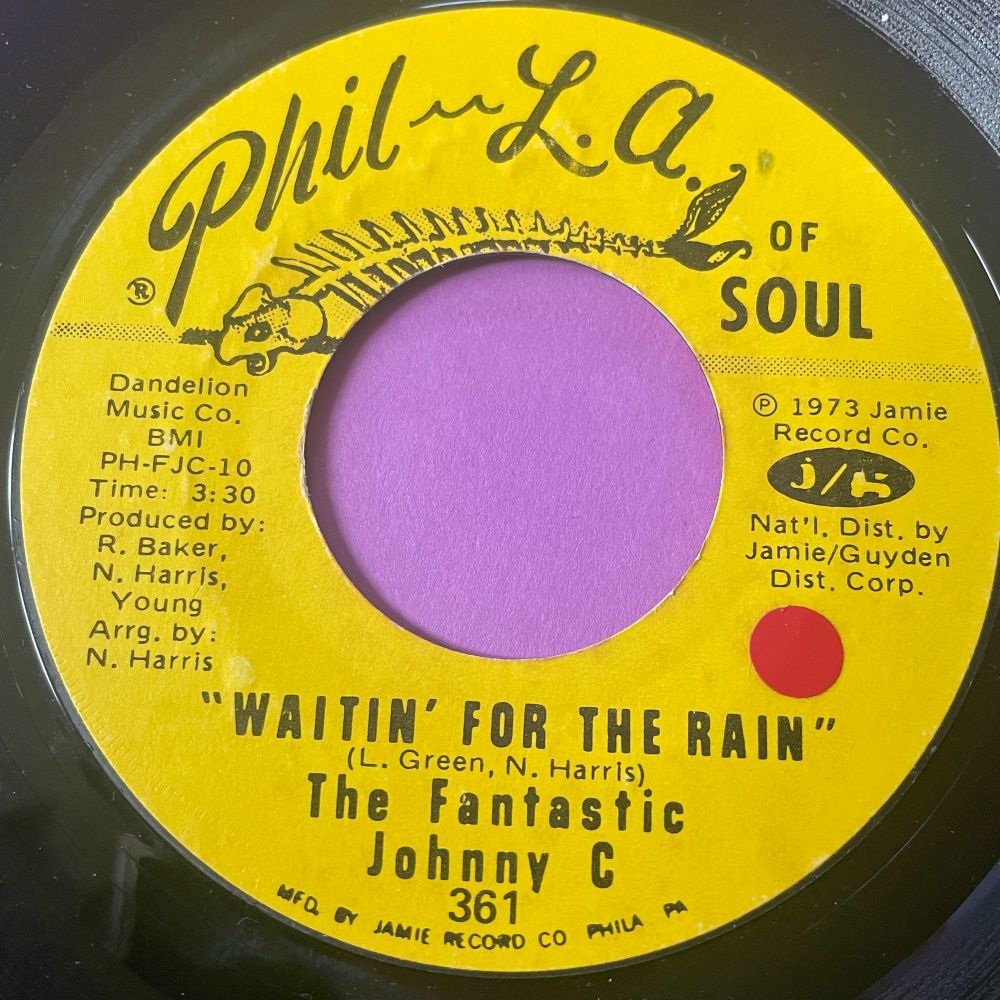 Phil-L.A.
OF
SOUL
®
Dandelion
Music Co.
BMI
PH-FJC-10
Time: 3:30
Produced by:
R. Baker,
N. Harris,
Young
Arrg. by:
N. Harris
℗ 1973 Jamie
Record Co.
j/G
Nat'l. Dist. by
Jamie/Guyden
Dist. Corp.
"WAITIN' FOR THE RAIN"
(L. Green, N. Harris)
The Fantastic
Johnny C
361
MFD. BY JAMIE RECORD CO PHILA PA